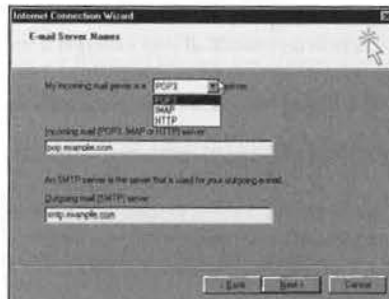 Internet Connection Wizard
E-mail Server Names
My incoming mail server is a POP3 server.
POP3
IMAP
HTTP
Incoming mail (POP3, IMAP or HTTP) server:
pop.example.com
An SMTP server is the server that is used for your outgoing e-mail.
Outgoing mail (SMTP) server:
smtp.example.com
< Back
Next >
Cancel